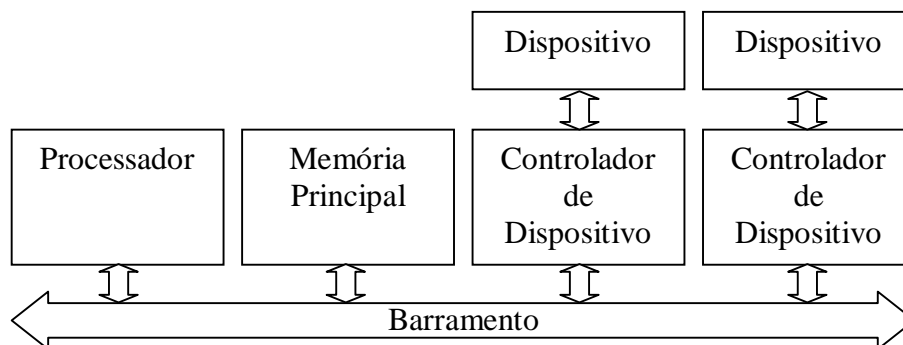 Dispositivo
Dispositivo
Processador
Memória
Principal
Controlador
de
Dispositivo
Controlador
de
Dispositivo
Barramento